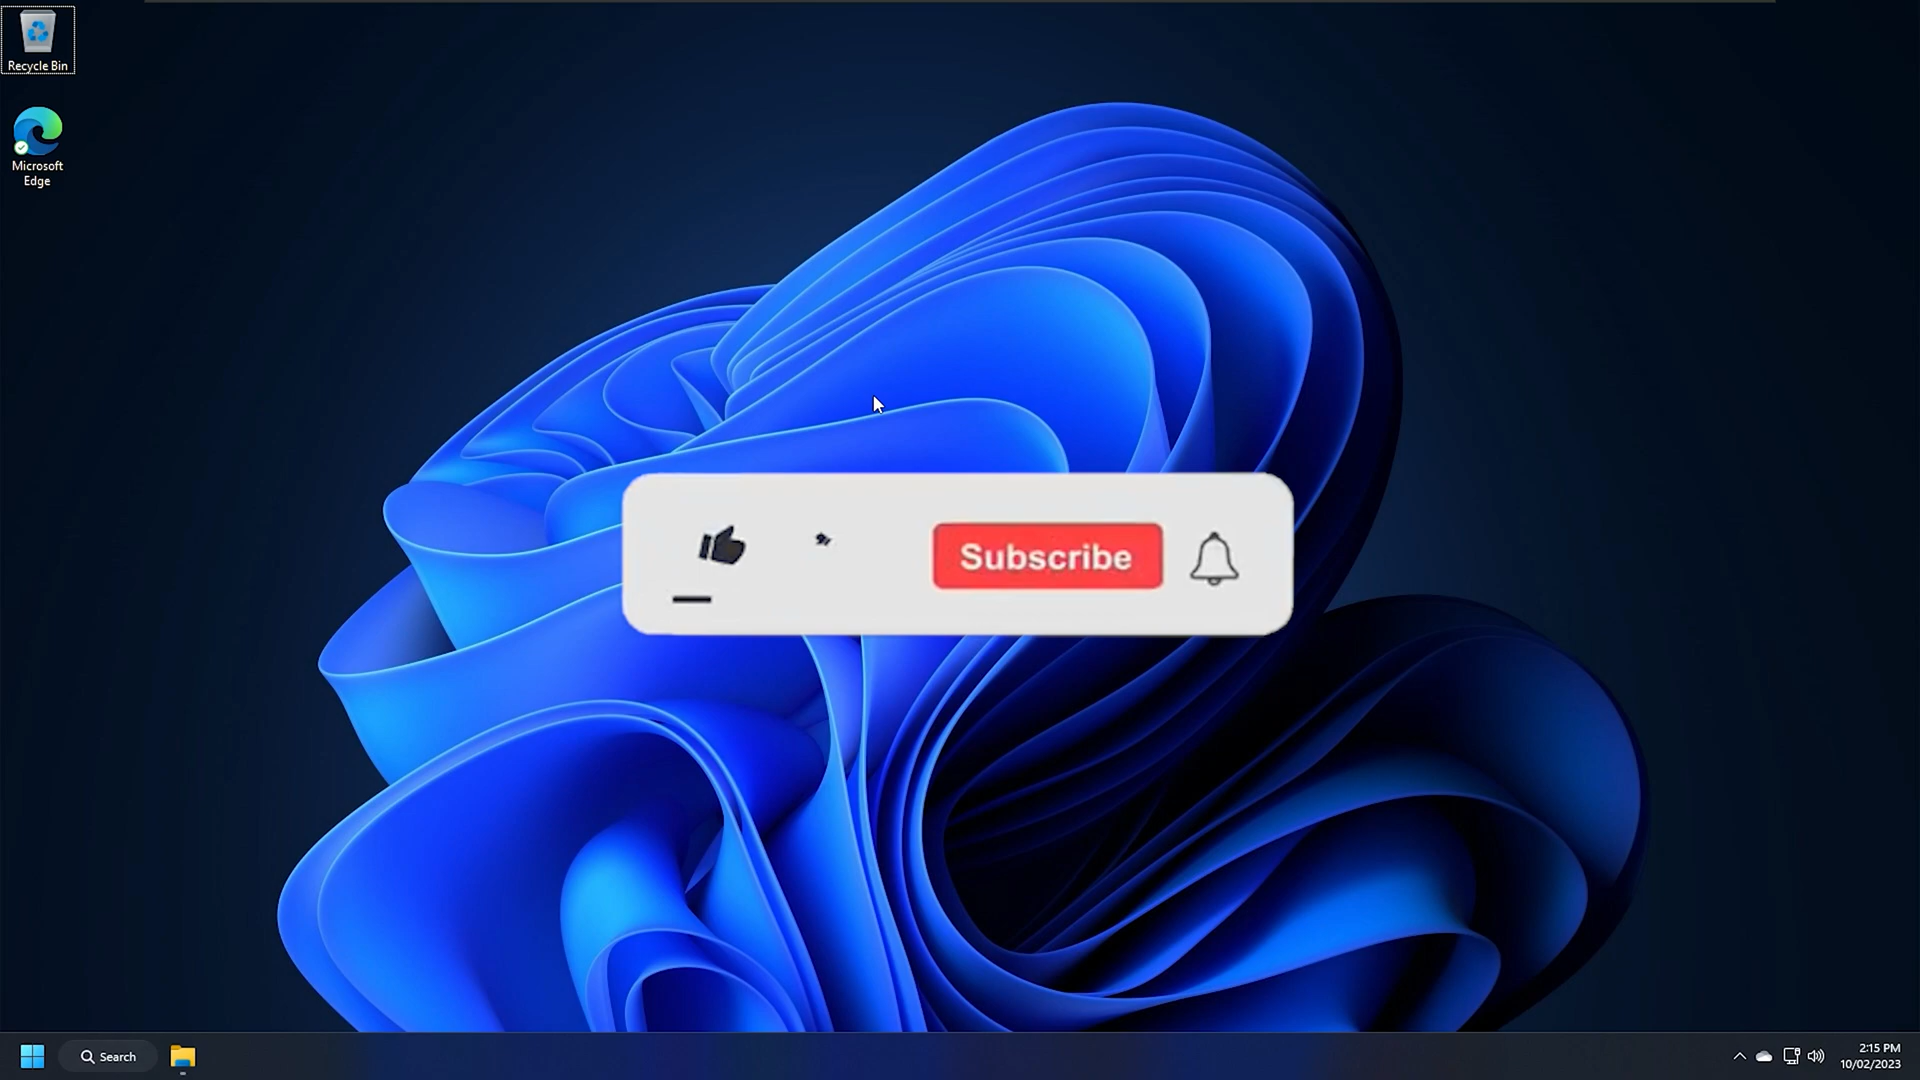 Recycle Bin
Microsoft
Edge
Subscribe
Search
2:15 PM
10/02/2023